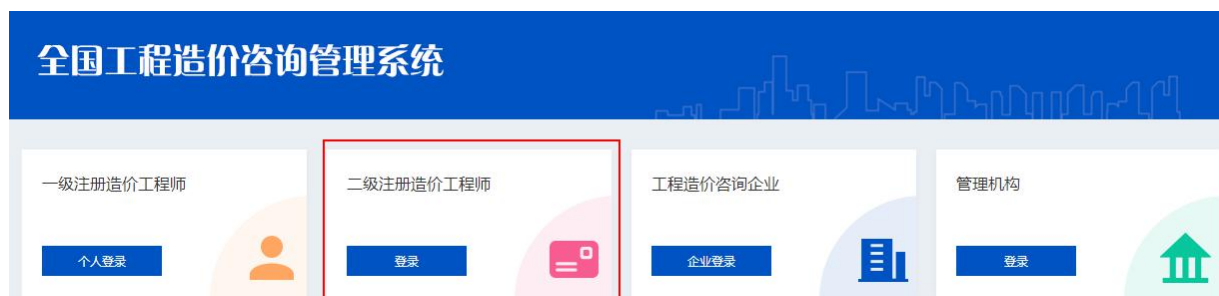 全国工程造价咨询管理系统
一级注册造价工程师
二级注册造价工程师
工程造价咨询企业
管理机构
个人登录
登录
企业登录
登录